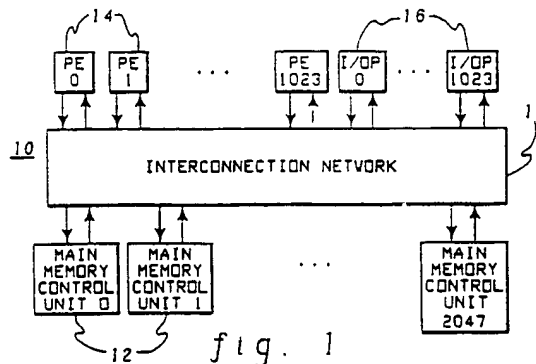 14
16
PE
0
PE
1
...
PE
1023
I/OP
0
...
I/OP
1023
1
10
INTERCONNECTION NETWORK
MAIN
MEMORY
CONTROL
UNIT 0
MAIN
MEMORY
CONTROL
UNIT 1
...
MAIN
MEMORY
CONTROL
UNIT
2047
12
fig. 1